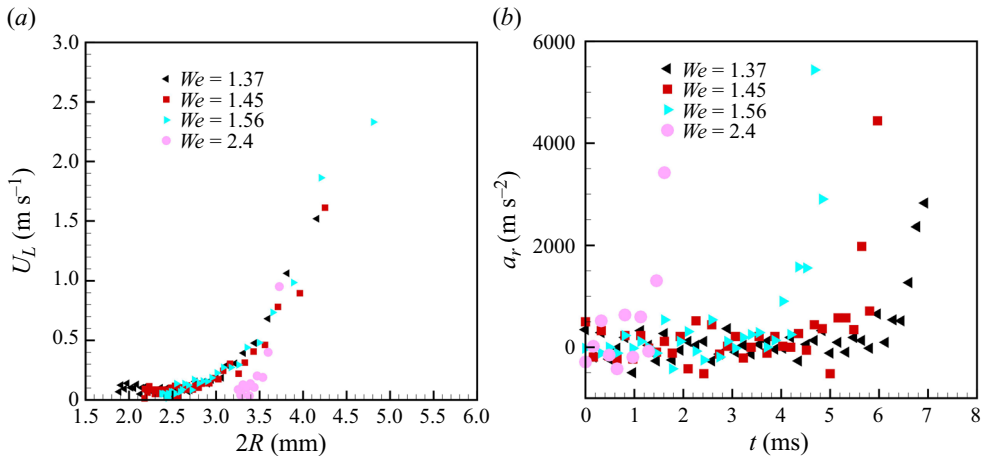 (a)
3.0
2.5
2.0
1.5
1.0
0.5
0
U_L (m s⁻¹)
We = 1.37
We = 1.45
We = 1.56
We = 2.4
1.5 2.0 2.5 3.0 3.5 4.0 4.5 5.0 5.5 6.0
2R (mm)
(b)
6000
4000
2000
0
a_r (m s⁻²)
We = 1.37
We = 1.45
We = 1.56
We = 2.4
0 1 2 3 4 5 6 7 8
t (ms)